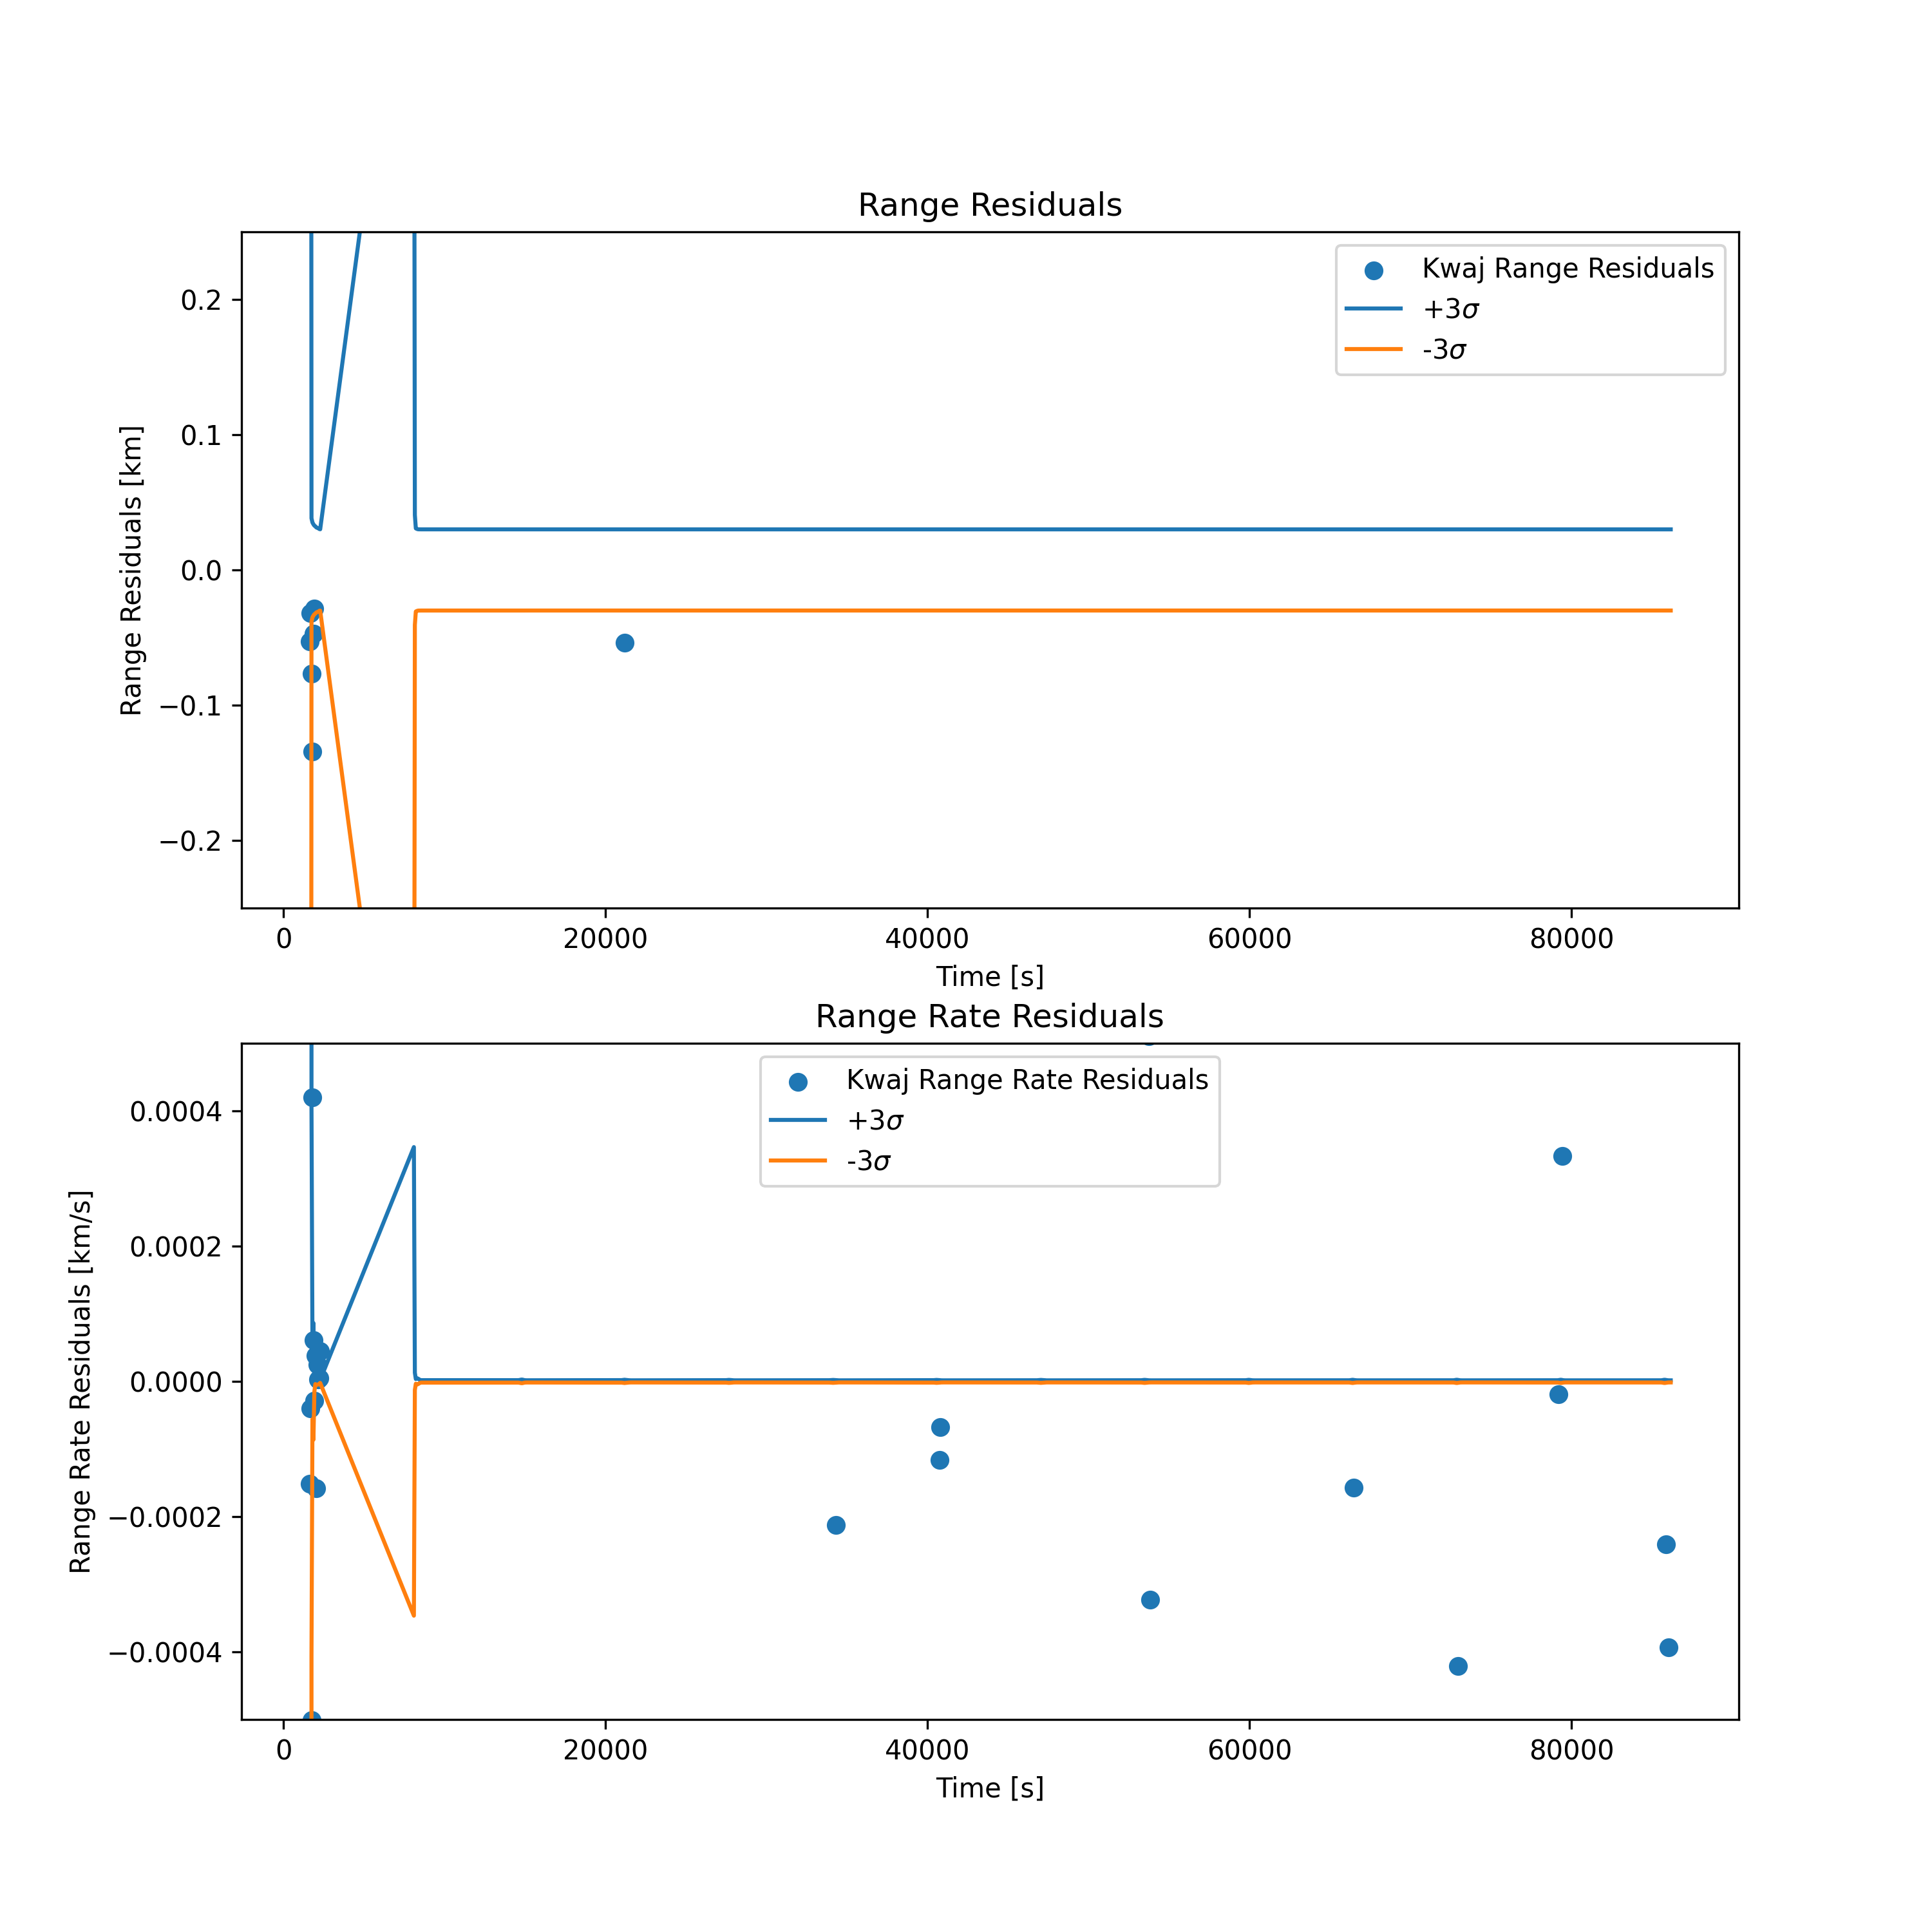 Range Residuals
Kwaj Range Residuals
+3σ
-3σ
0.2
0.1
0.0
−0.1
−0.2
Range Residuals [km]
0 20000 40000 60000 80000
Time [s]
Range Rate Residuals
Kwaj Range Rate Residuals
+3σ
-3σ
0.0004
0.0002
0.0000
−0.0002
−0.0004
Range Rate Residuals [km/s]
0 20000 40000 60000 80000
Time [s]